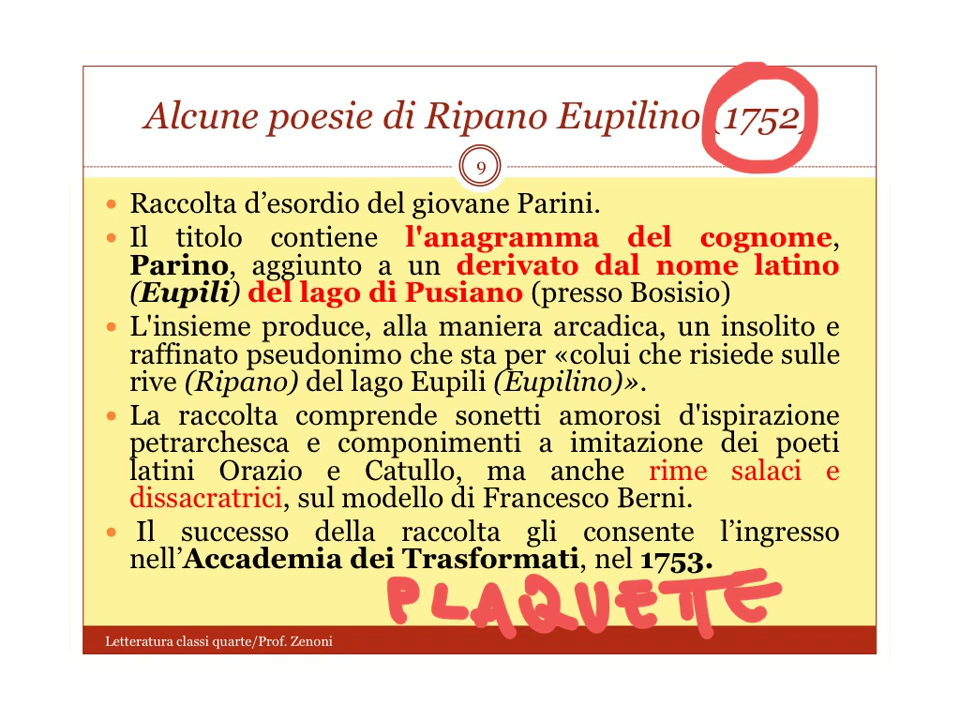 Alcune poesie di Ripano Eupilino (1752)
9
• Raccolta d’esordio del giovane Parini.
• Il titolo contiene l'anagramma del cognome,
Parino, aggiunto a un derivato dal nome latino
(Eupili) del lago di Pusiano (presso Bosisio)
• L'insieme produce, alla maniera arcadica, un insolito e
raffinato pseudonimo che sta per «colui che risiede sulle
rive (Ripano) del lago Eupili (Eupilino)».
• La raccolta comprende sonetti amorosi d'ispirazione
petrarchesca e componimenti a imitazione dei poeti
latini Orazio e Catullo, ma anche rime salaci e
dissacratrici, sul modello di Francesco Berni.
• Il successo della raccolta gli consente l’ingresso
nell’Accademia dei Trasformati, nel 1753.
PLAQUETTE
Letteratura classi quarte/Prof. Zenoni